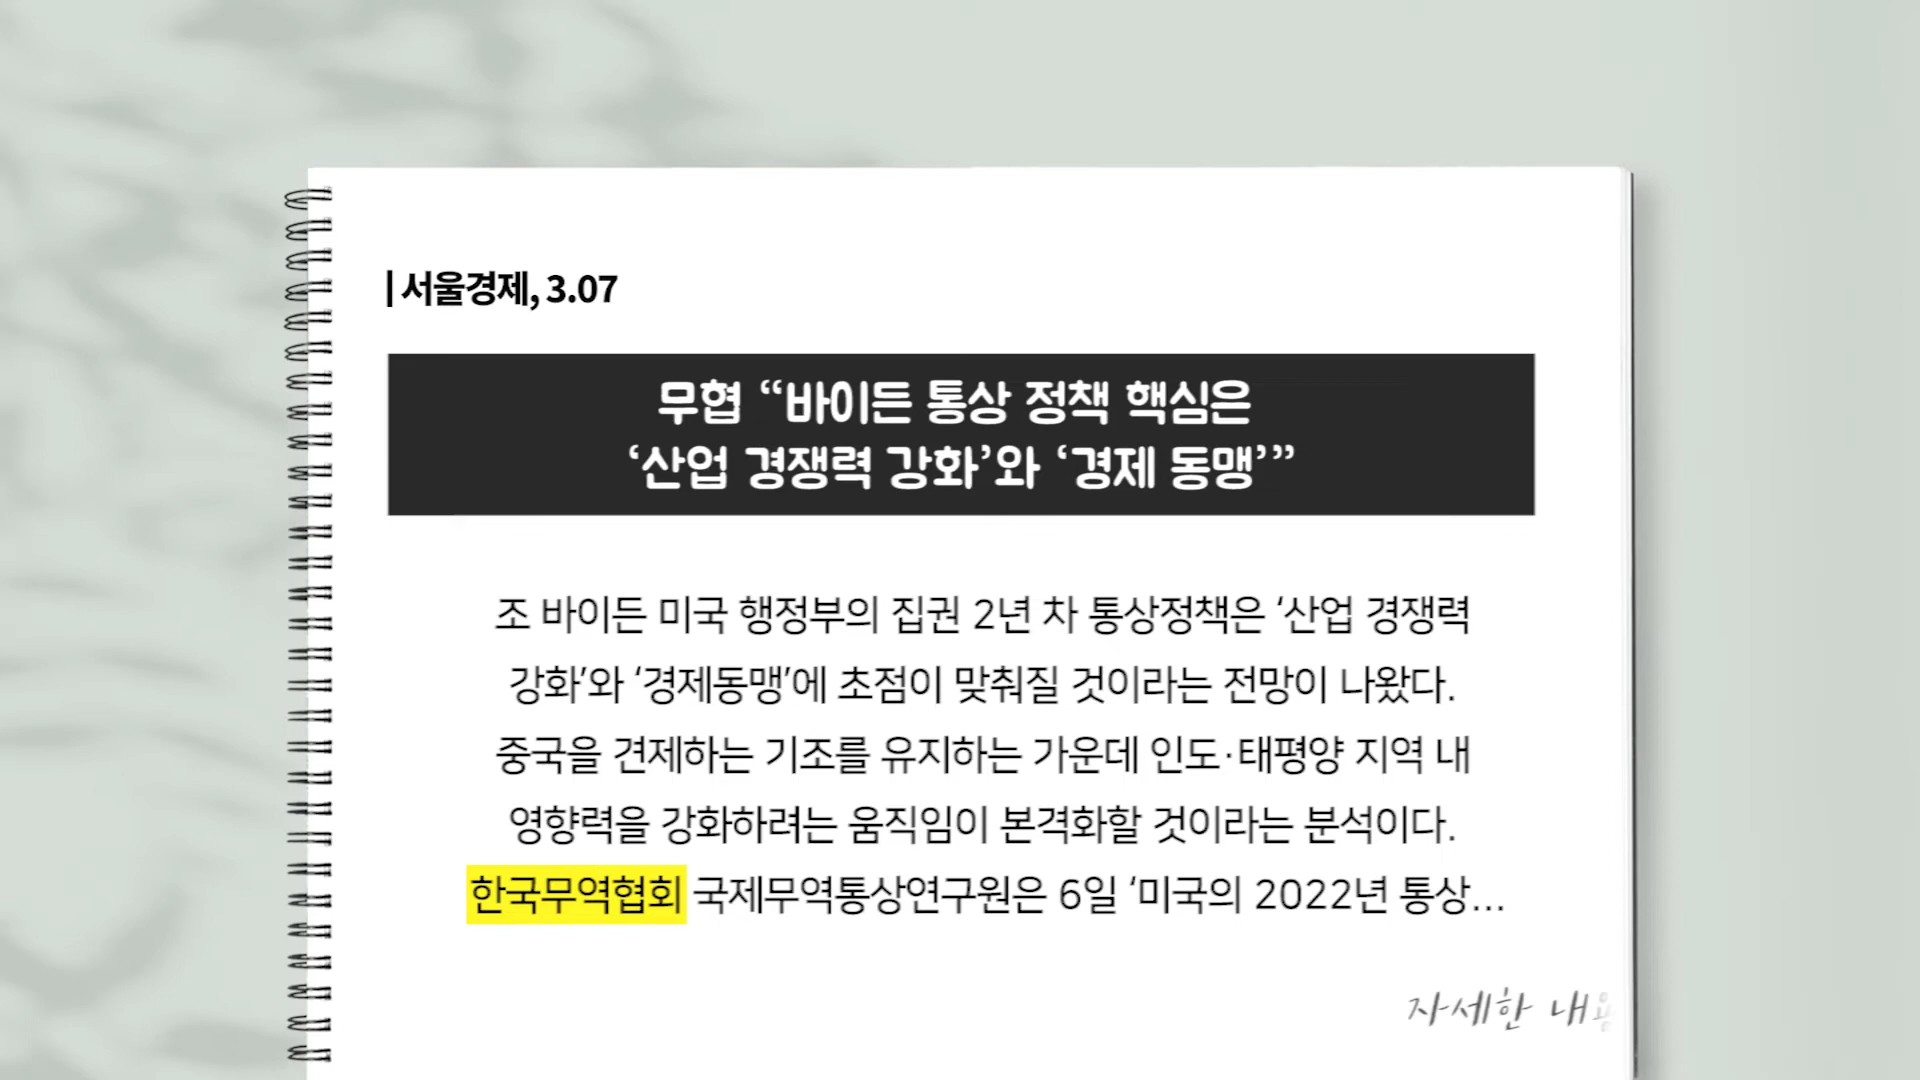 | 서울경제, 3.07
무협 “바이든 통상 정책 핵심은
‘산업 경쟁력 강화’와 ‘경제 동맹’”
조 바이든 미국 행정부의 집권 2년 차 통상정책은 ‘산업 경쟁력
강화’와 ‘경제동맹’에 초점이 맞춰질 것이라는 전망이 나왔다.
중국을 견제하는 기조를 유지하는 가운데 인도·태평양 지역 내
영향력을 강화하려는 움직임이 본격화할 것이라는 분석이다.
한국무역협회 국제무역통상연구원은 6일 ‘미국의 2022년 통상...
자세한